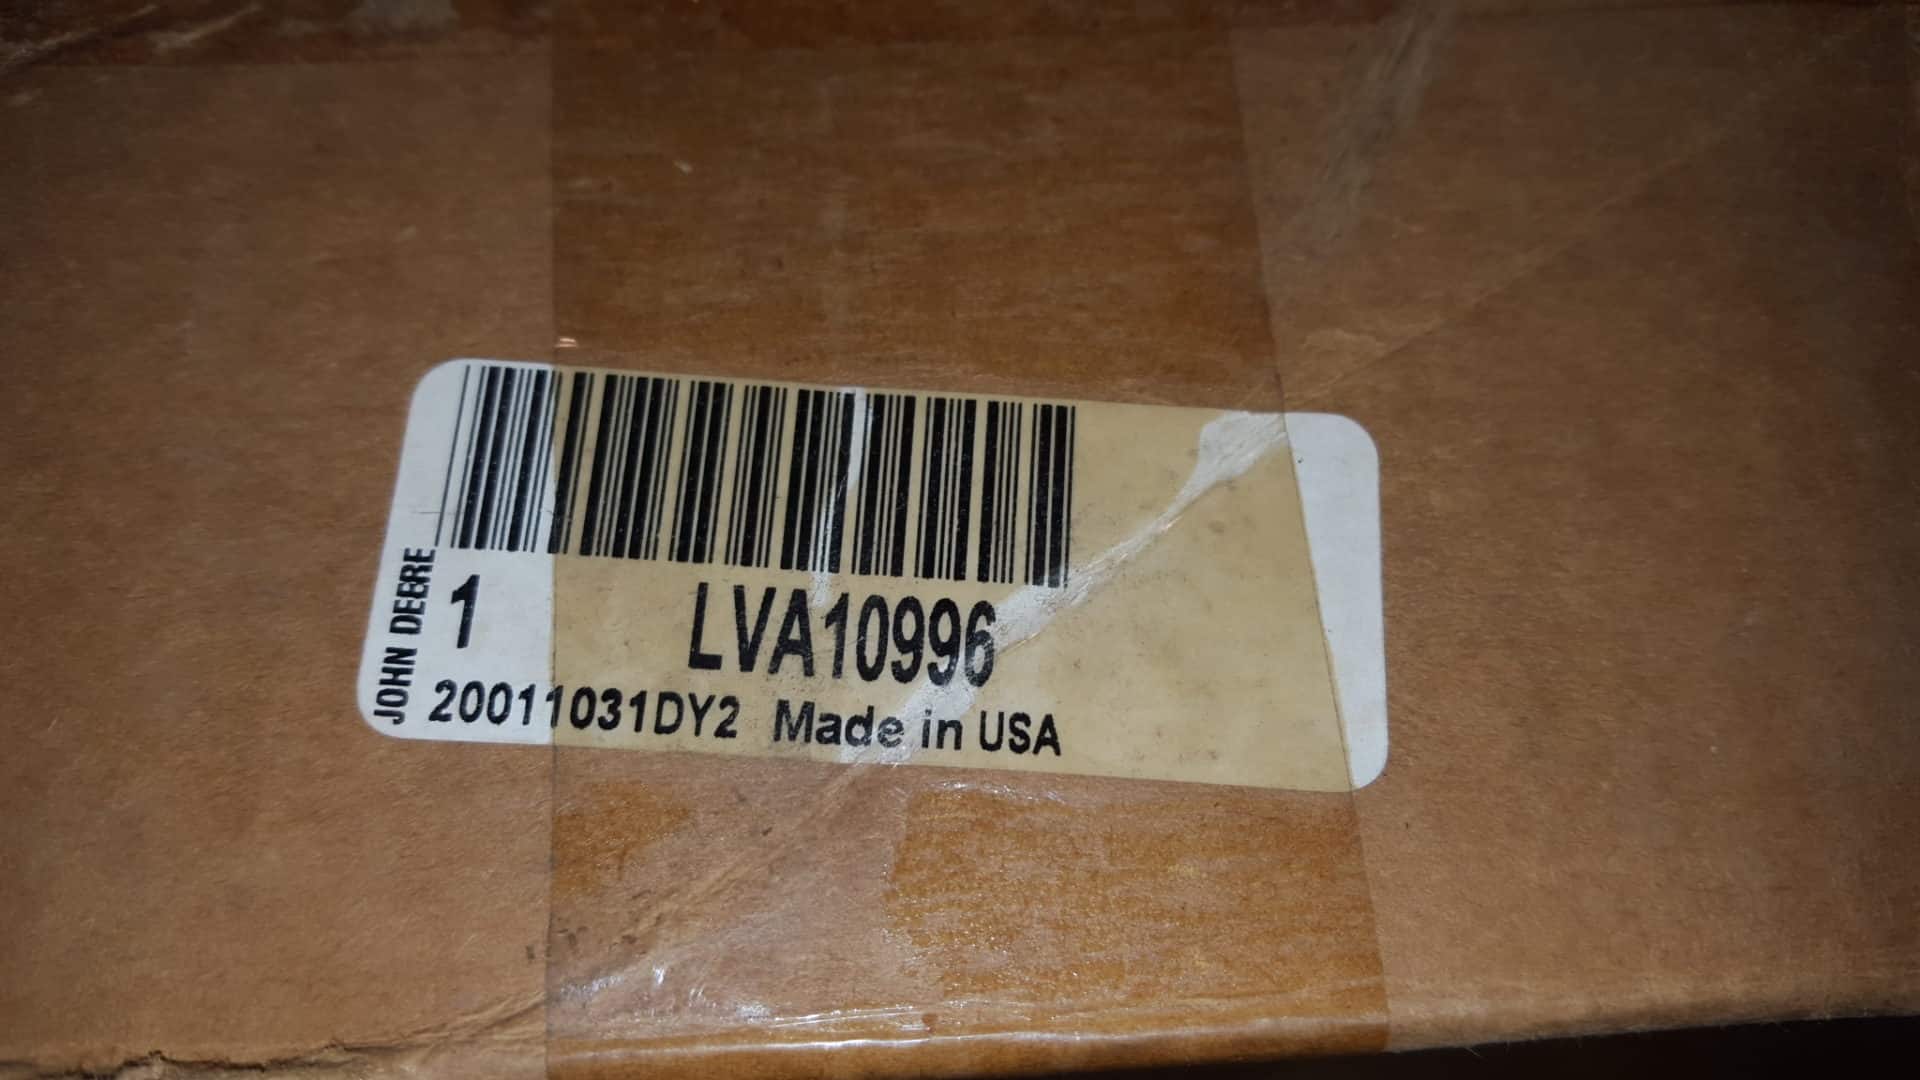 JOHN DEERE
1 LVA10996
20011031DY2 Made in USA